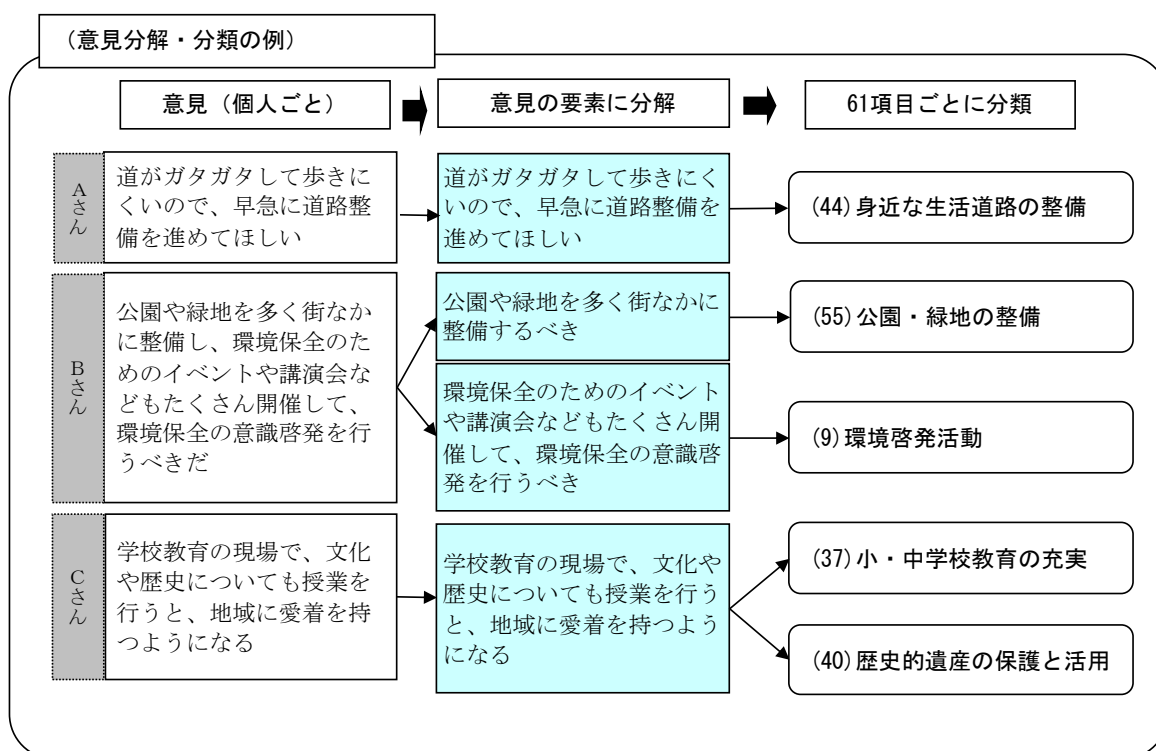 (意見分解・分類の例)
意見（個人ごと）
意見の要素に分解
61項目ごとに分類
Aさん
道がガタガタして歩きに
くいので、早急に道路整
備を進めてほしい
道がガタガタして歩きにく
いので、早急に道路整備を
進めてほしい
(44)身近な生活道路の整備
Bさん
公園や緑地を多く街なか
に整備し、環境保全のた
めのイベントや講演会な
どもたくさん開催して、
環境保全の意識啓発を行
うべきだ
公園や緑地を多く街なかに
整備するべき
(55)公園・緑地の整備
環境保全のためのイベント
や講演会などもたくさん開
催して、環境保全の意識啓
発を行うべき
(9)環境啓発活動
Cさん
学校教育の現場で、文化
や歴史についても授業を
行うと、地域に愛着を持
つようになる
学校教育の現場で、文化や
歴史についても授業を行う
と、地域に愛着を持つよう
になる
(37)小・中学校教育の充実
(40)歴史的遺産の保護と活用